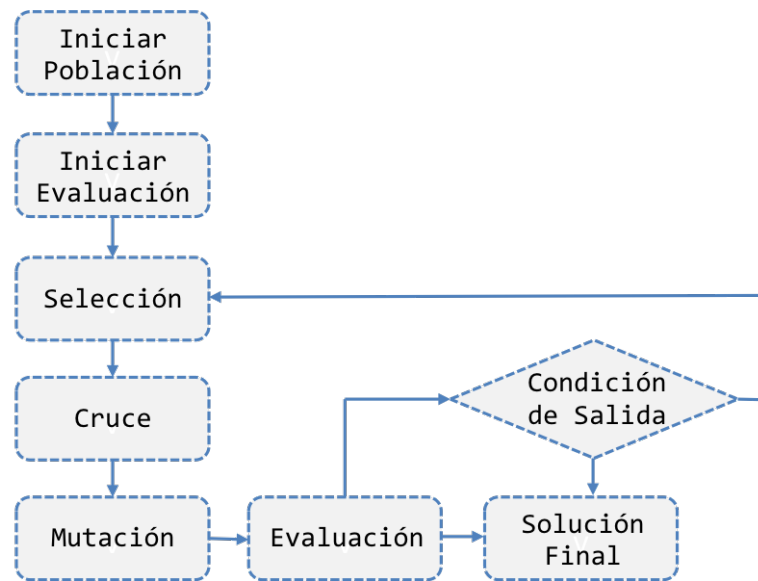 Iniciar
Población
Iniciar
Evaluación
Selección
Cruce
Mutación
Evaluación
Condición
de Salida
Solución
Final